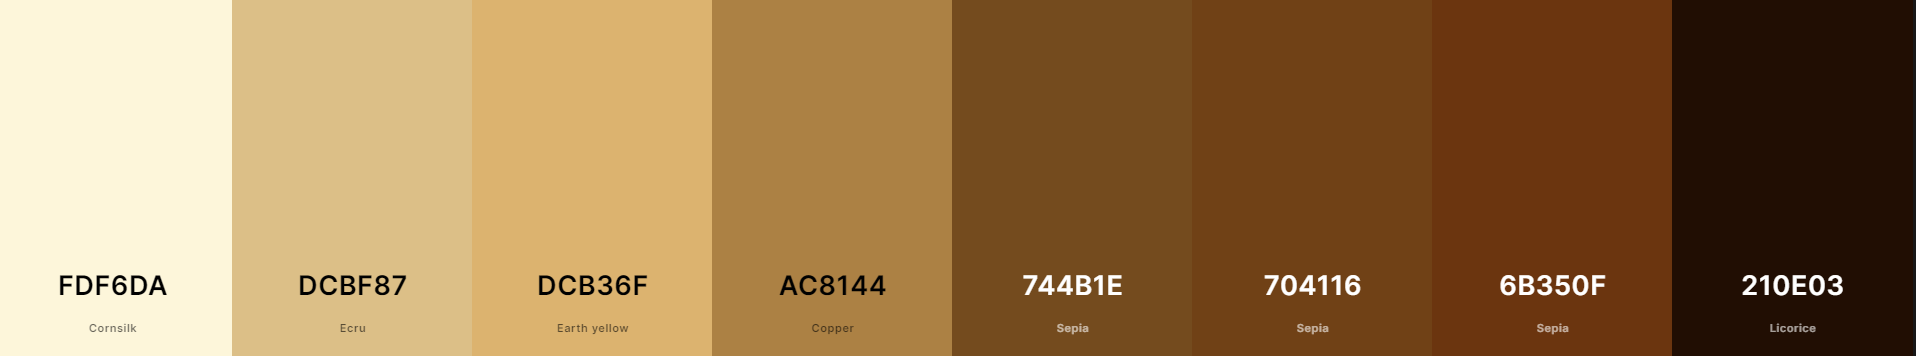 FDF6DA
Cornsilk
DCBF87
Ecru
DCB36F
Earth yellow
AC8144
Copper
744B1E
Sepia
704116
Sepia
6B350F
Sepia
210E03
Licorice